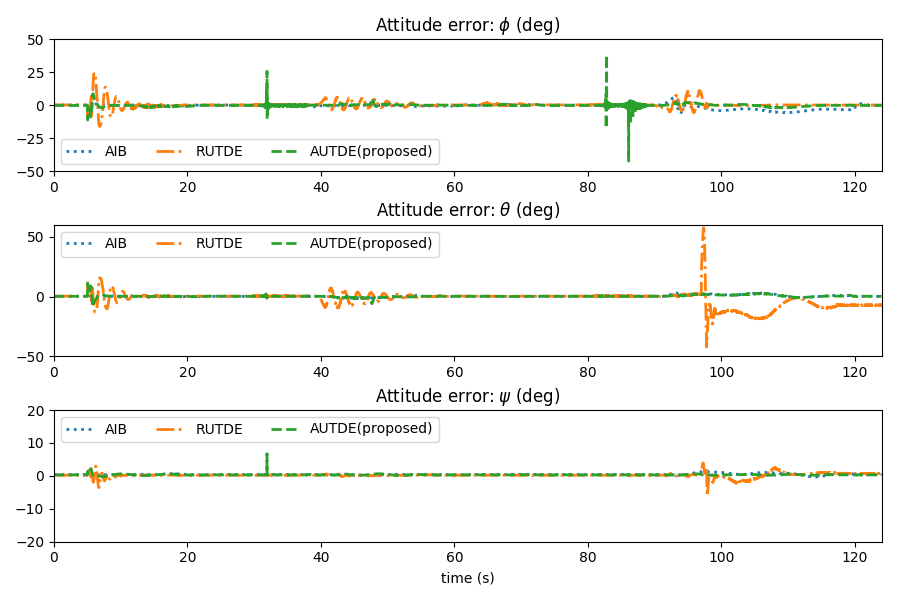 Attitude error: ϕ (deg)
50
25
0
−25
−50
AIB RUTDE AUTDE(proposed)
0 20 40 60 80 100 120
Attitude error: θ (deg)
50
0
−50
AIB RUTDE AUTDE(proposed)
0 20 40 60 80 100 120
Attitude error: ψ (deg)
20
10
0
−10
−20
AIB RUTDE AUTDE(proposed)
0 20 40 60 80 100 120
time (s)